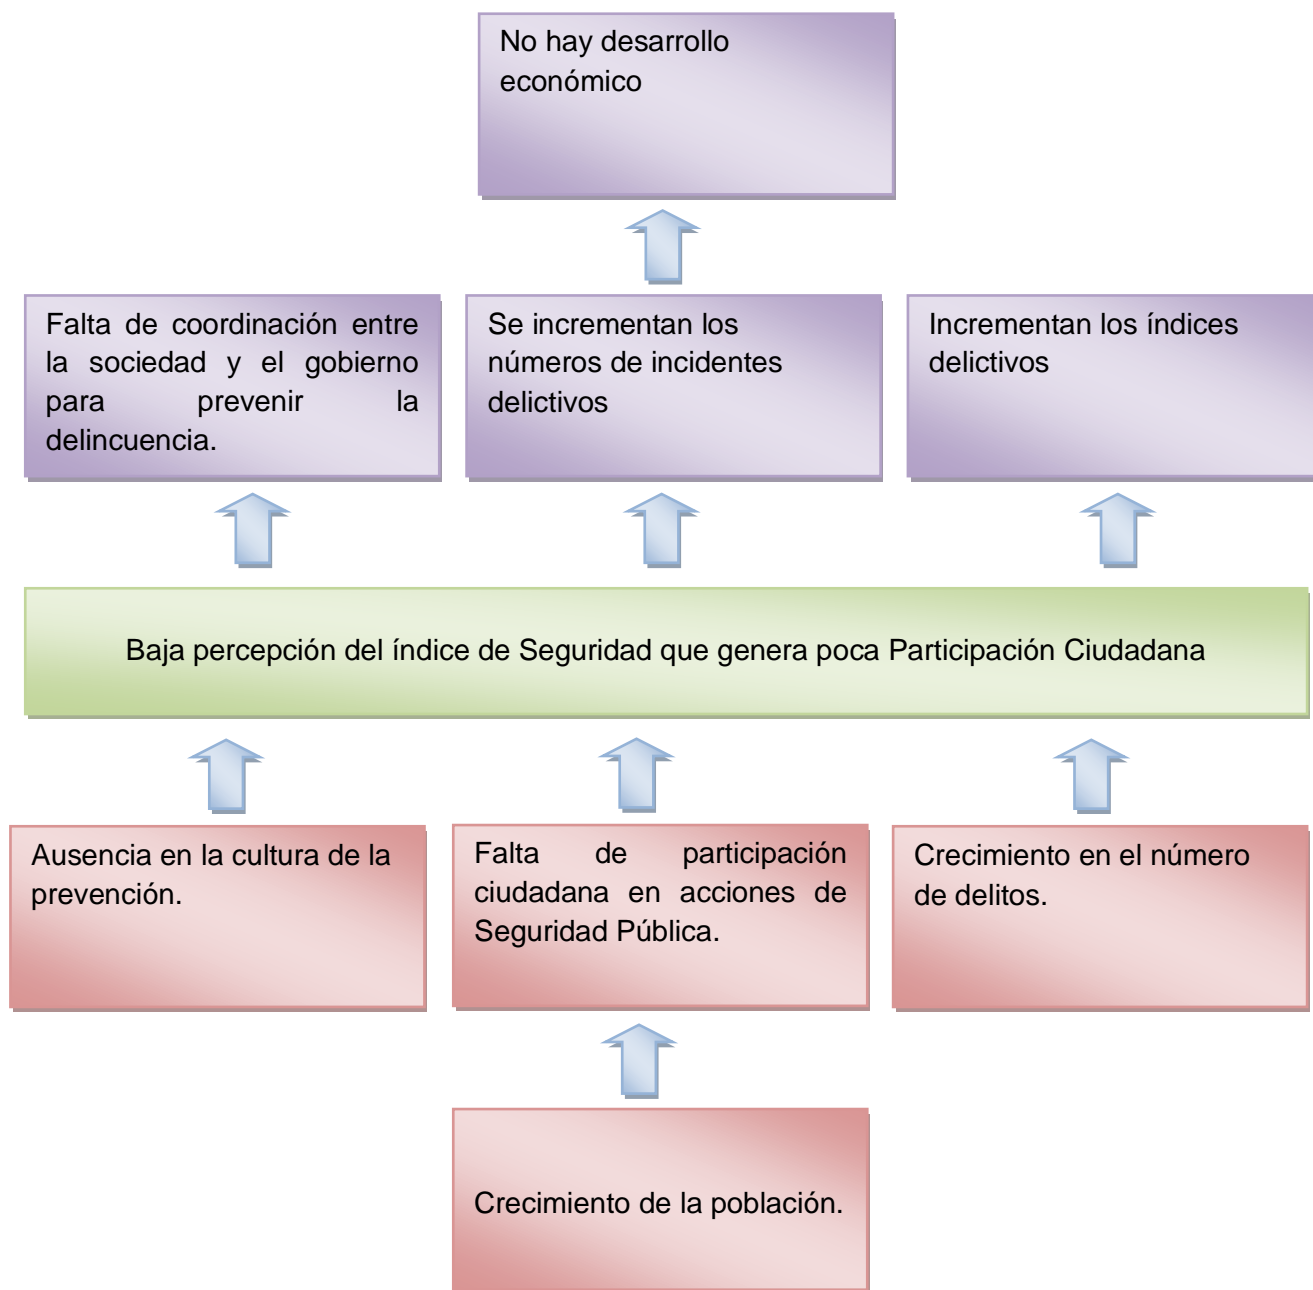 No hay desarrollo
económico
Falta de coordinación entre
la sociedad y el gobierno
para prevenir la
delincuencia.
Se incrementan los
números de incidentes
delictivos
Incrementan los índices
delictivos
Baja percepción del índice de Seguridad que genera poca Participación Ciudadana
Ausencia en la cultura de la
prevención.
Falta de participación
ciudadana en acciones de
Seguridad Pública.
Crecimiento en el número
de delitos.
Crecimiento de la población.